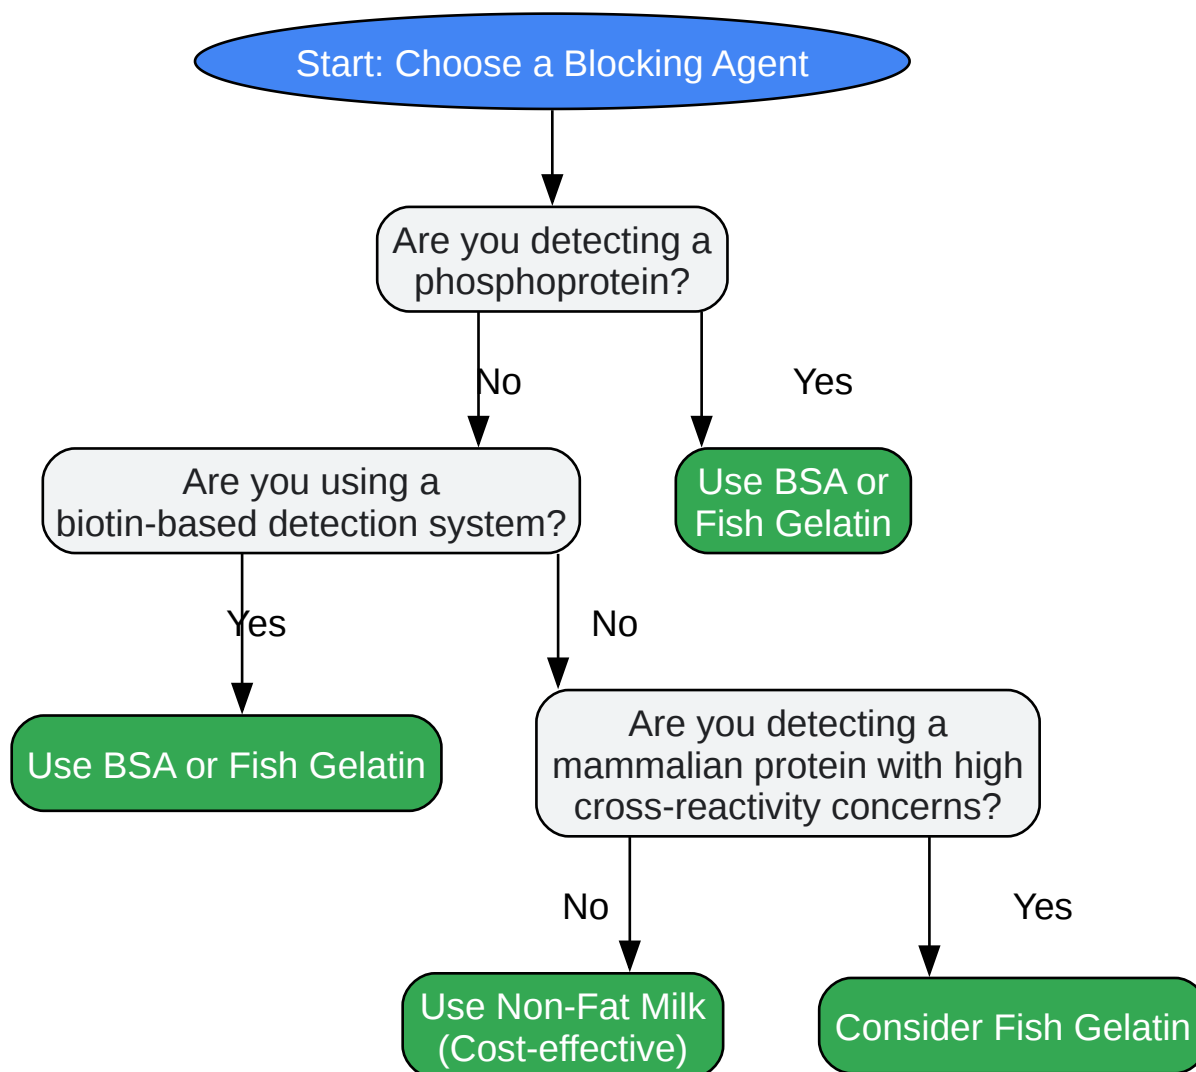 Start: Choose a Blocking Agent
Are you detecting a
phosphoprotein?
No
Yes
Are you using a
biotin-based detection system?
Use BSA or
Fish Gelatin
Yes
No
Use BSA or Fish Gelatin
Are you detecting a
mammalian protein with high
cross-reactivity concerns?
No
Yes
Use Non-Fat Milk
(Cost-effective)
Consider Fish Gelatin